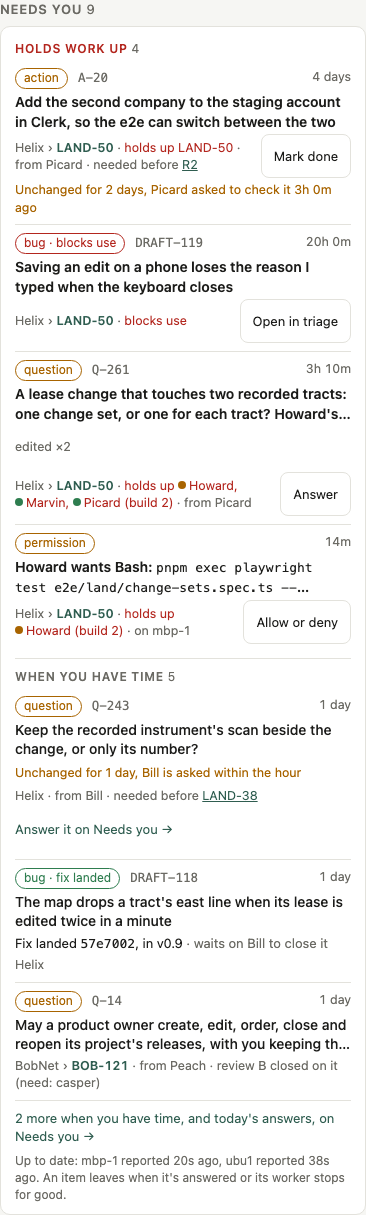 NEEDS YOU 9
HOLDS WORK UP 4
action A-20 4 days
Add the second company to the staging account
in Clerk, so the e2e can switch between the two
Helix › LAND-50 · holds up LAND-50 ·
from Picard · needed before R2
Mark done
Unchanged for 2 days, Picard asked to check it 3h 0m
ago
bug · blocks use DRAFT-119 20h 0m
Saving an edit on a phone loses the reason I
typed when the keyboard closes
Helix › LAND-50 · blocks use
Open in triage
question Q-261 3h 10m
A lease change that touches two recorded tracts:
one change set, or one for each tract? Howard's...
edited ×2
Helix › LAND-50 · holds up Howard,
Marvin, Picard (build 2) · from Picard
Answer
permission 14m
Howard wants Bash: pnpm exec playwright
test e2e/land/change-sets.spec.ts --...
Helix › LAND-50 · holds up
Howard (build 2) · on mbp-1
Allow or deny
WHEN YOU HAVE TIME 5
question Q-243 1 day
Keep the recorded instrument's scan beside the
change, or only its number?
Unchanged for 1 day, Bill is asked within the hour
Helix · from Bill · needed before LAND-38
Answer it on Needs you →
bug · fix landed DRAFT-118 1 day
The map drops a tract's east line when its lease is
edited twice in a minute
Fix landed 57e7002, in v0.9 · waits on Bill to close it
Helix
question Q-14 1 day
May a product owner create, edit, order, close and
reopen its project's releases, with you keeping th...
BobNet › BOB-121 · from Peach · review B closed on it
(need: casper)
2 more when you have time, and today's answers, on
Needs you →
Up to date: mbp-1 reported 20s ago, ubu1 reported 38s
ago. An item leaves when it's answered or its worker stops
for good.